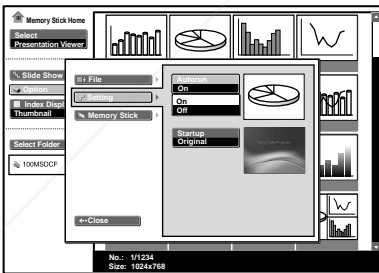 Memory Stick Home
Select
Presentation Viewer
Slide Show
Option
Index Displ
Thumbnail
Select Folder
100MSDCF
File
Setting
Memory Stick
Close
Autorun
On
On
Off
Startup
Original
No.: 1/1234
Size: 1024x768